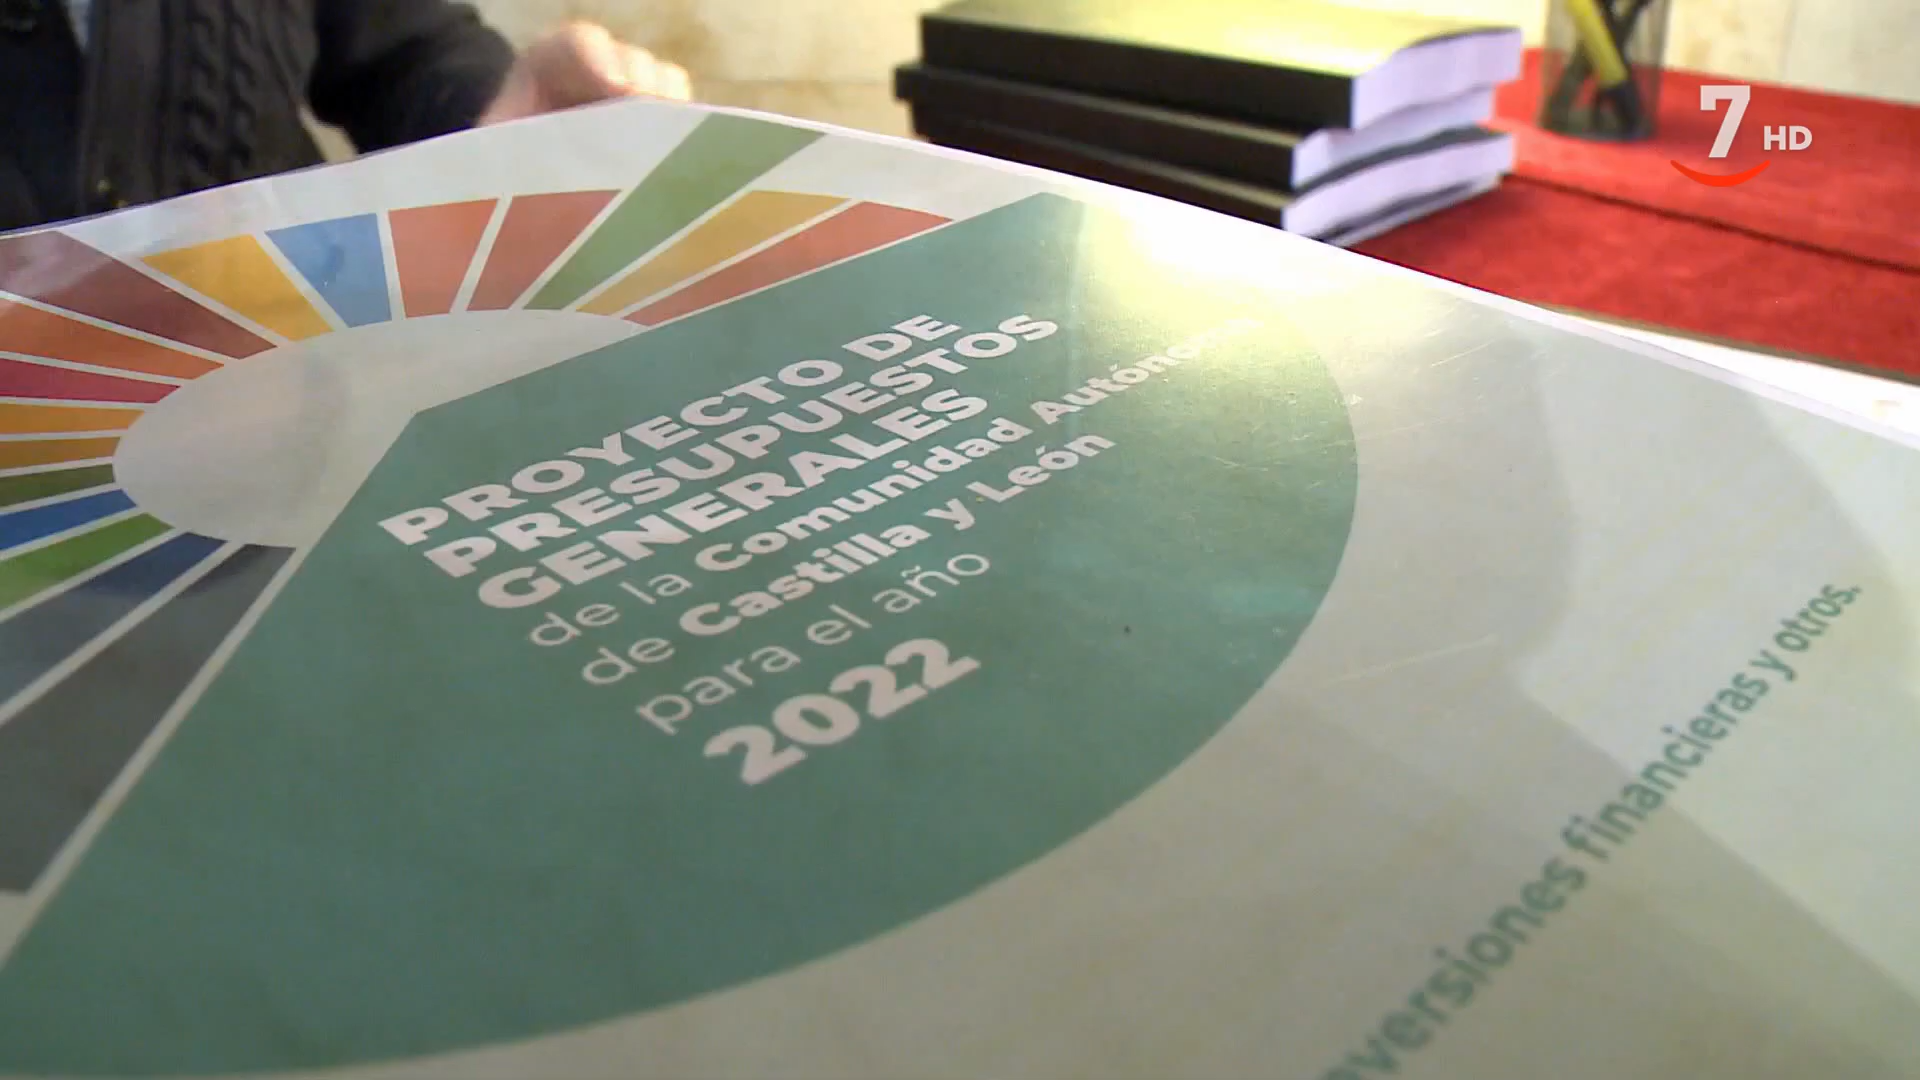 7 HD
PROYECTO DE
PRESUPUESTOS
GENERALES
de la Comunidad Autónoma
de Castilla y León
para el año
2022
nversiones financieras y otros.